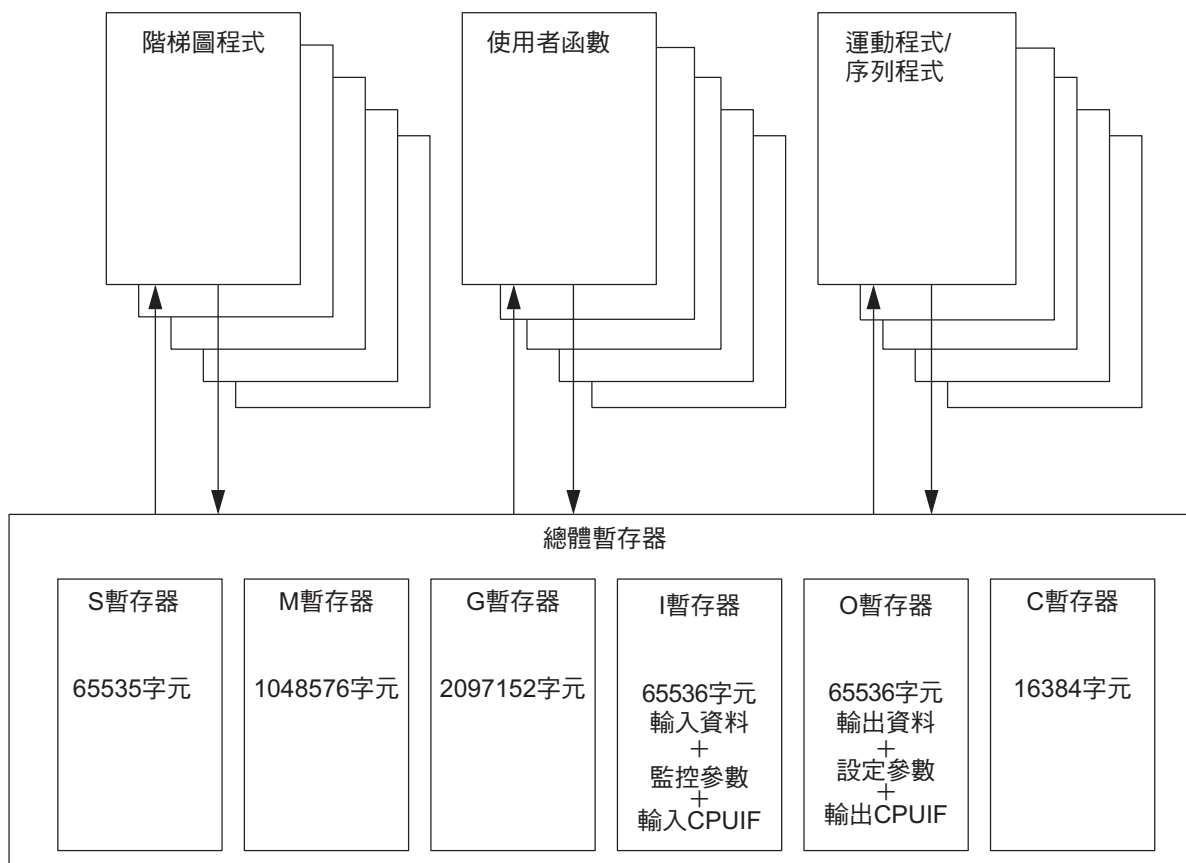 階梯圖程式
使用者函數
運動程式/
序列程式
總體暫存器
S暫存器
65535字元
M暫存器
1048576字元
G暫存器
2097152字元
I暫存器
65536字元
輸入資料
+
監控參數
+
輸入CPUIF
O暫存器
65536字元
輸出資料
+
設定參數
+
輸出CPUIF
C暫存器
16384字元